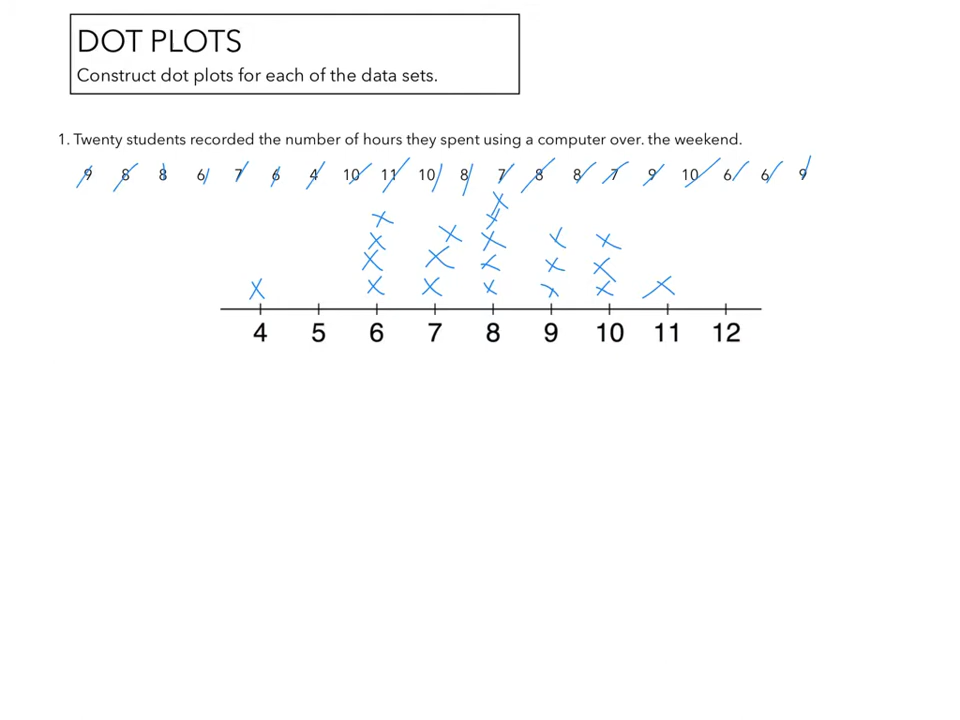 DOT PLOTS
Construct dot plots for each of the data sets.
1. Twenty students recorded the number of hours they spent using a computer over. the weekend.
9 8 8 6 7 6 4 10 11 10 8 7 8 8 7 9 10 6 6 9
x
x x
x x x x x
x x x x x
x x x x x x x
4 5 6 7 8 9 10 11 12